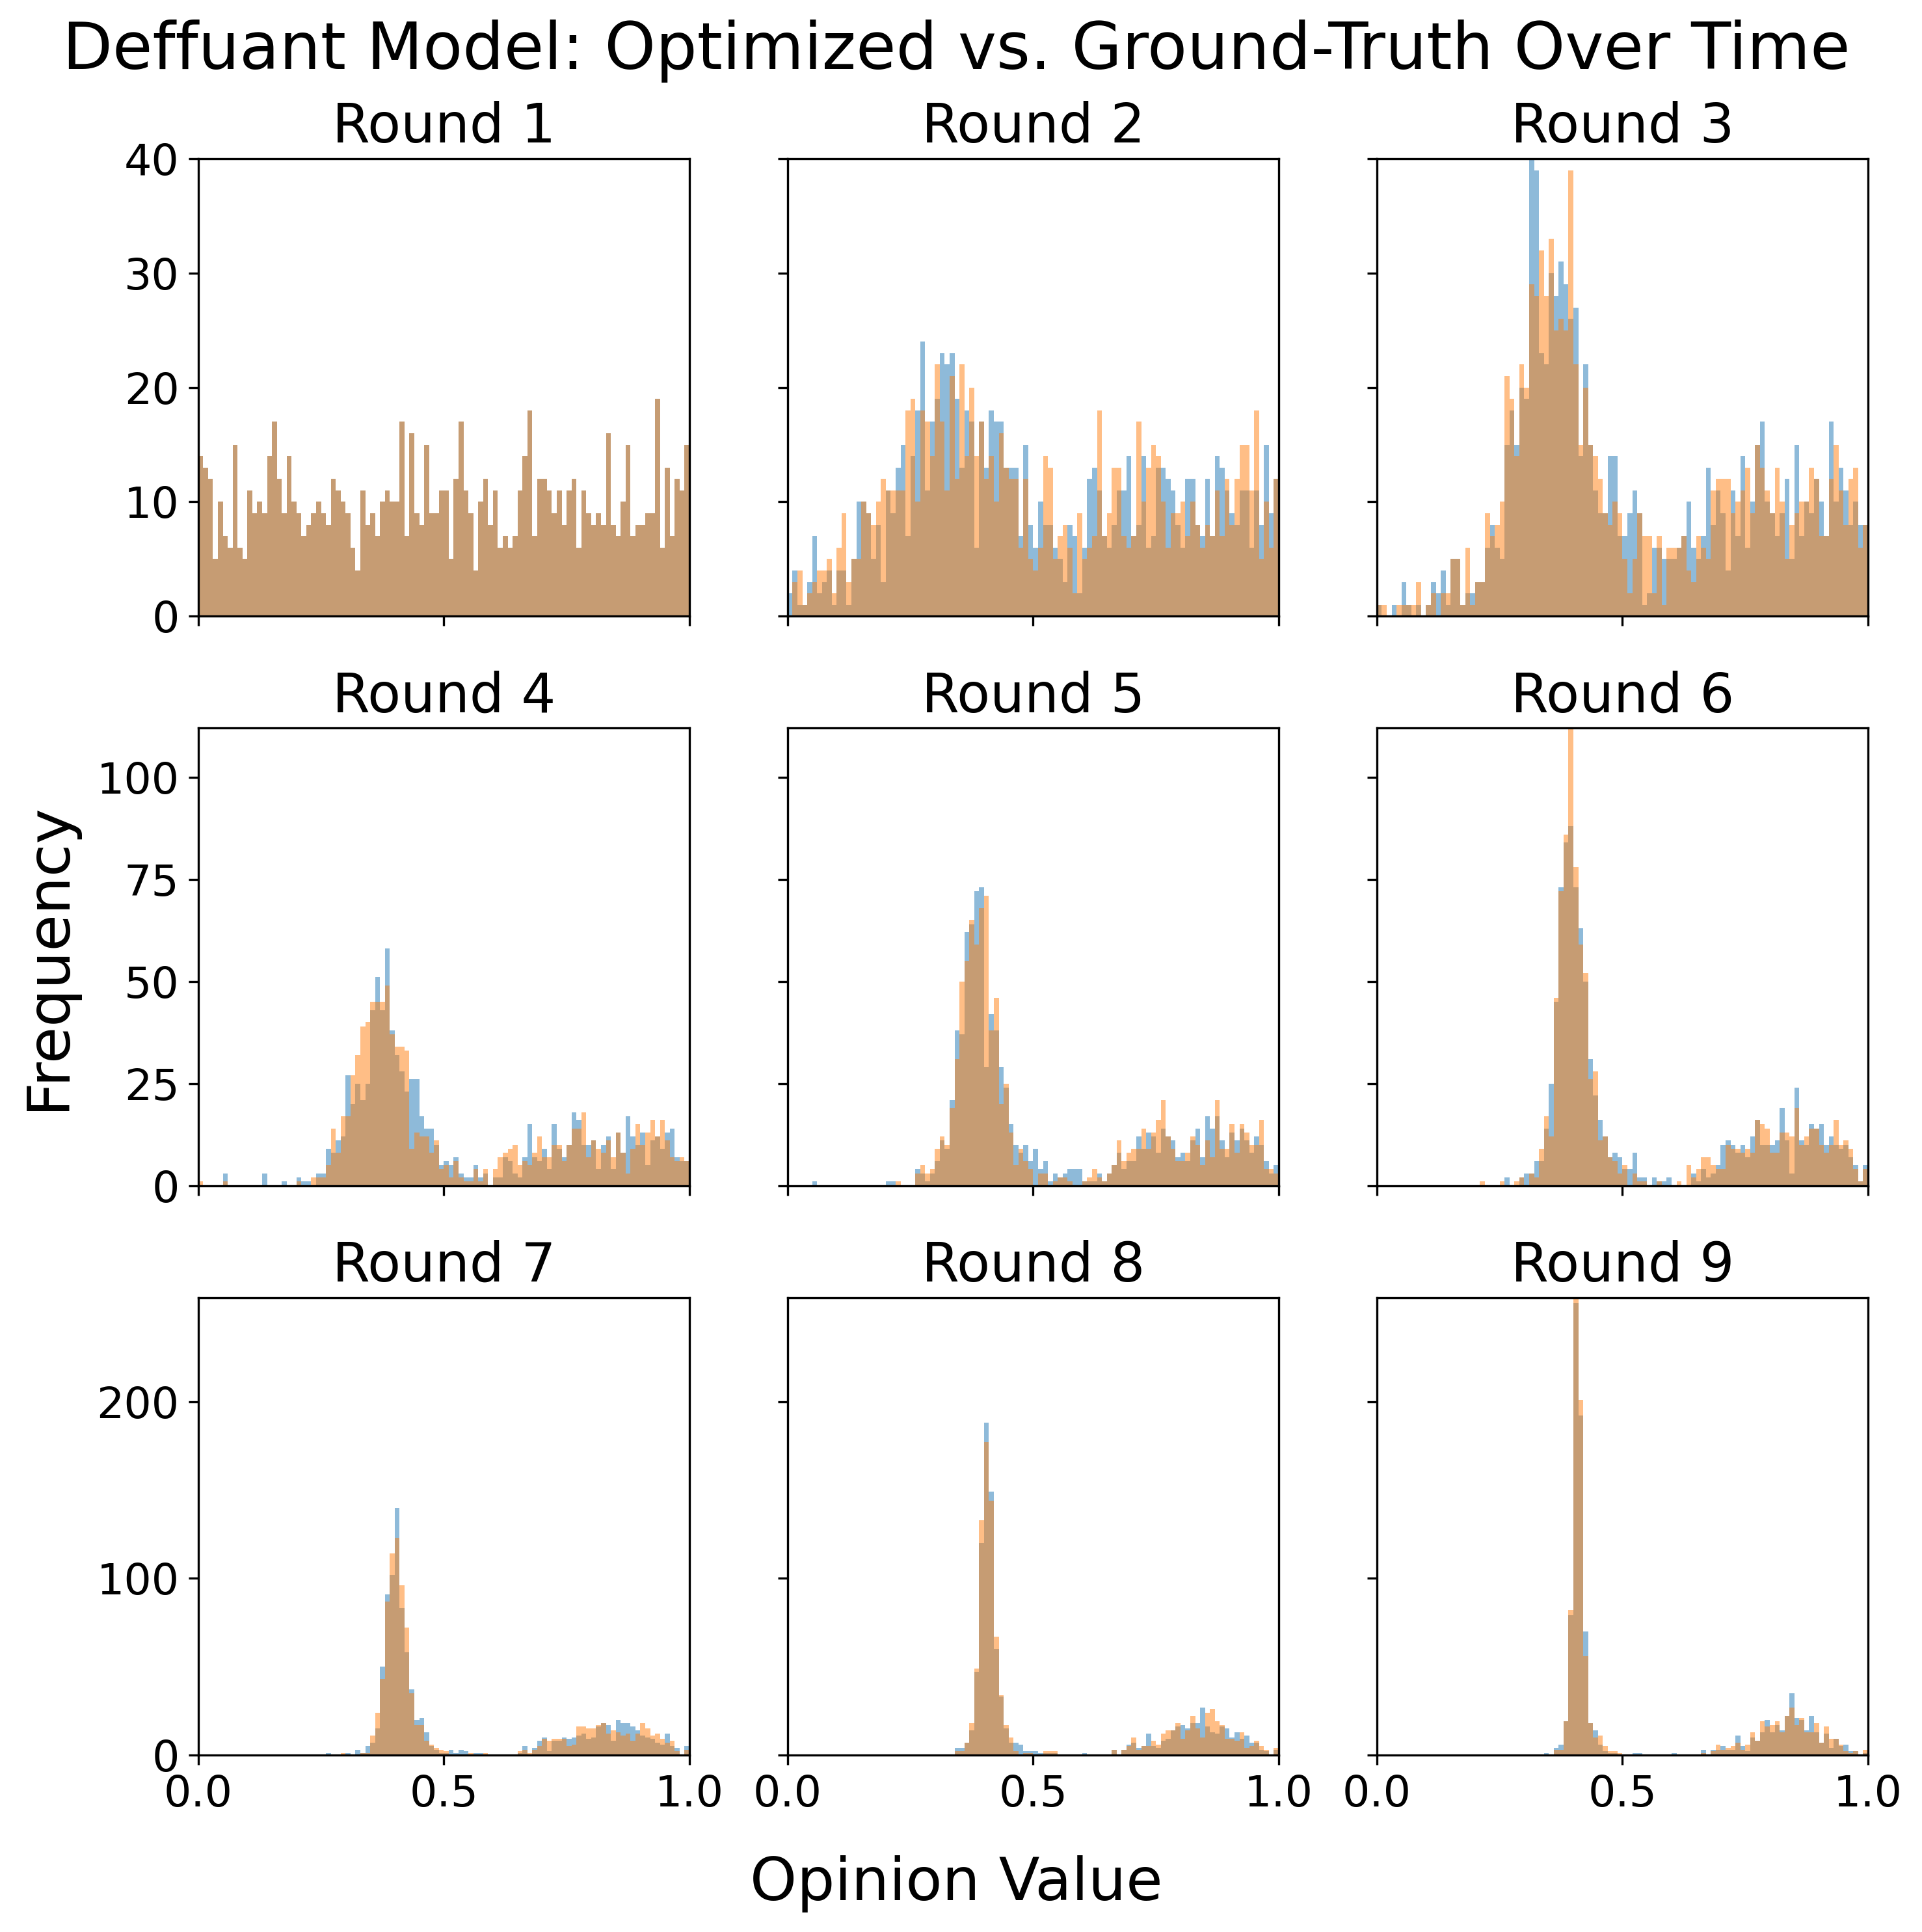 Deffuant Model: Optimized vs. Ground-Truth Over Time
Round 1
Round 2
Round 3
40
30
20
10
0
Round 4
Round 5
Round 6
100
75
50
25
0
Frequency
Round 7
Round 8
Round 9
200
100
0
0.0 0.5 1.0 0.0 0.5 1.0 0.0 0.5 1.0
Opinion Value